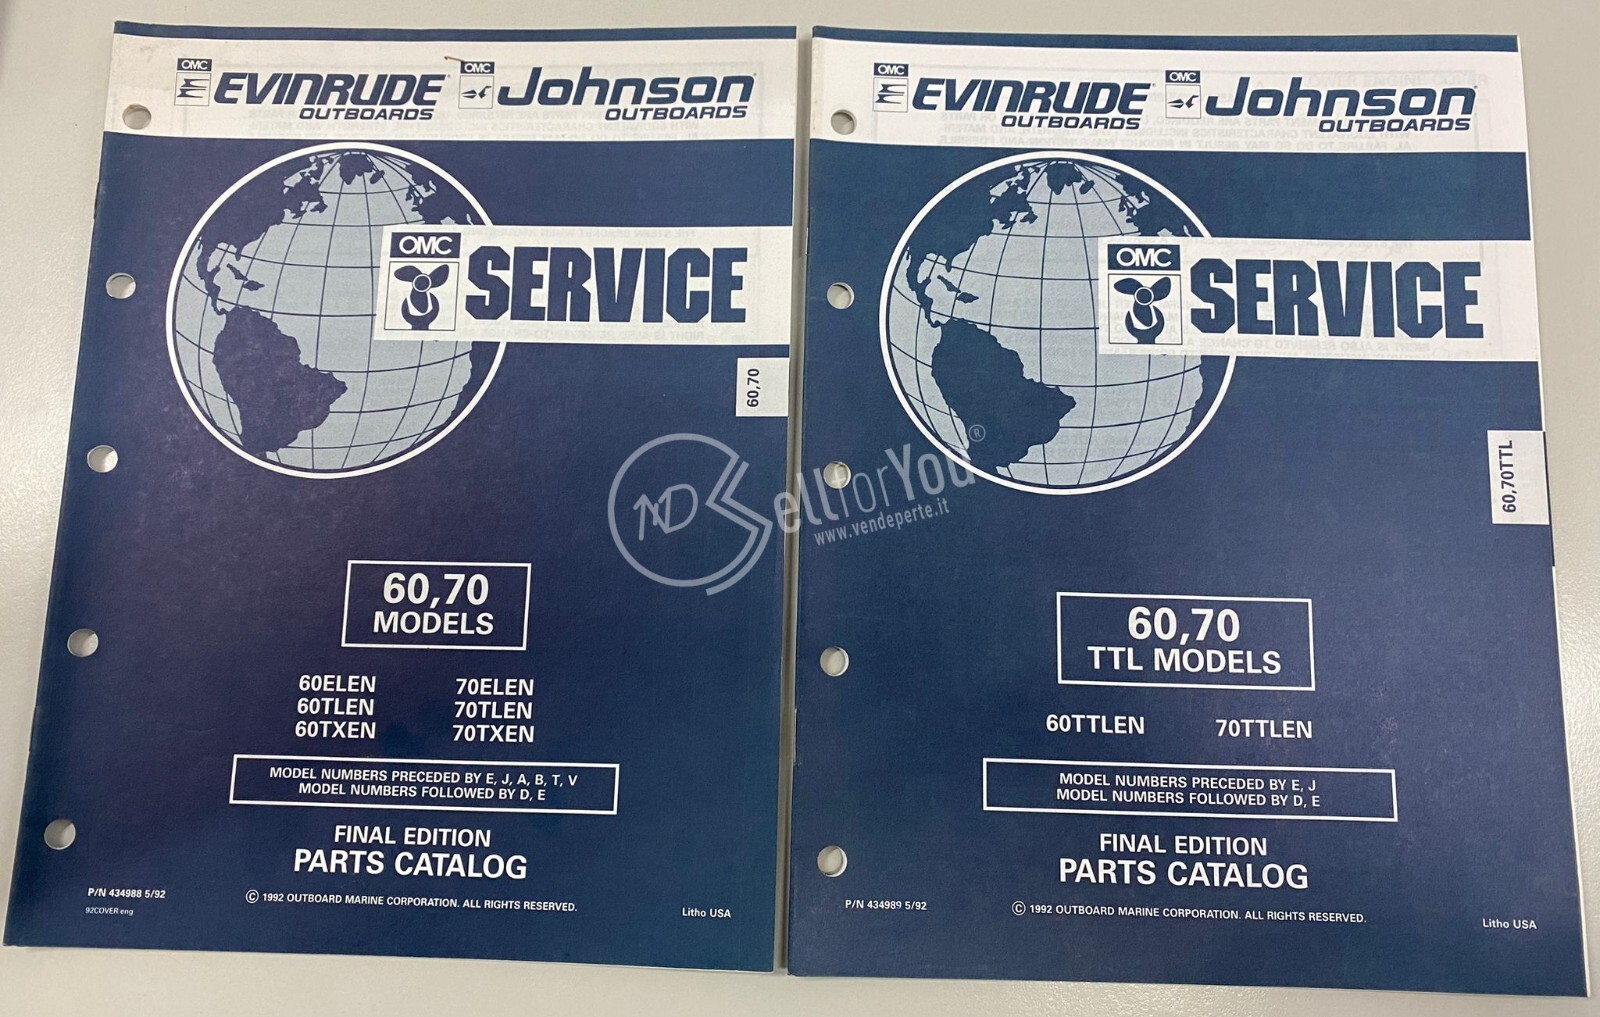 OMC
EVINRUDE
OUTBOARDS
OMC
Johnson
OUTBOARDS
OMC
SERVICE
60,70
60,70
MODELS
60ELEN 70ELEN
60TLEN 70TLEN
60TXEN 70TXEN
MODEL NUMBERS PRECEDED BY E, J, A, B, T, V
MODEL NUMBERS FOLLOWED BY D, E
FINAL EDITION
PARTS CATALOG
P/N 434988 5/92
92COVER.eng
© 1992 OUTBOARD MARINE CORPORATION. ALL RIGHTS RESERVED.
Litho USA
OMC
EVINRUDE
OUTBOARDS
OMC
Johnson
OUTBOARDS
OMC
SERVICE
60,70TTL
60,70
TTL MODELS
60TTLEN 70TTLEN
MODEL NUMBERS PRECEDED BY E, J
MODEL NUMBERS FOLLOWED BY D, E
FINAL EDITION
PARTS CATALOG
P/N 434989 5/92
© 1992 OUTBOARD MARINE CORPORATION. ALL RIGHTS RESERVED.
Litho USA
ND SellforYou®
www.vendeperte.it